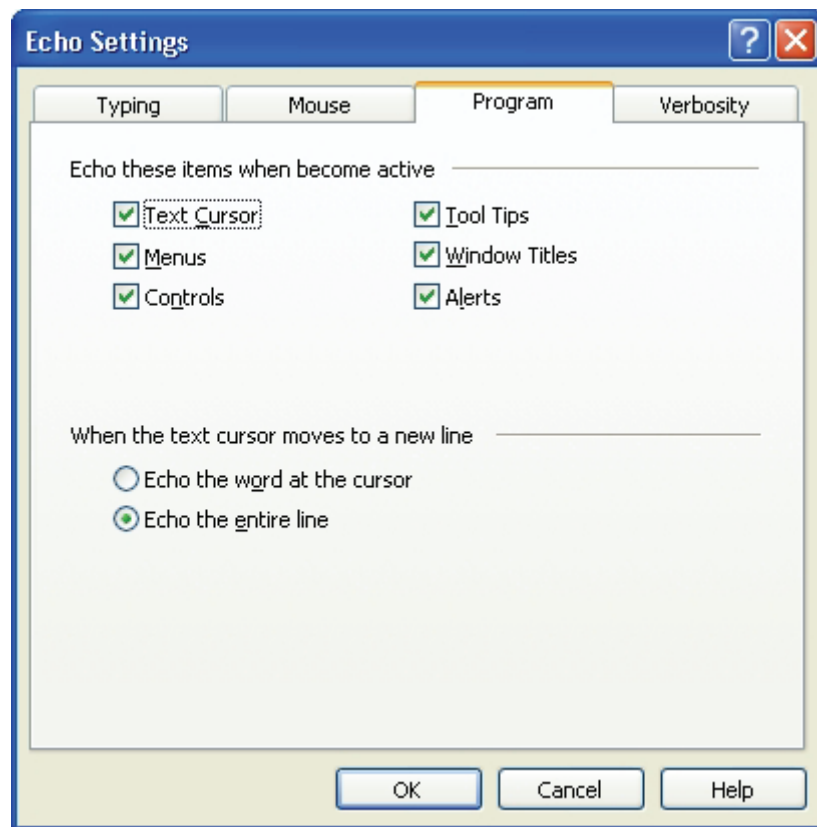 Echo Settings
Typing Mouse Program Verbosity
Echo these items when become active
Text Cursor Tool Tips
Menus Window Titles
Controls Alerts
When the text cursor moves to a new line
Echo the word at the cursor
Echo the entire line
OK Cancel Help